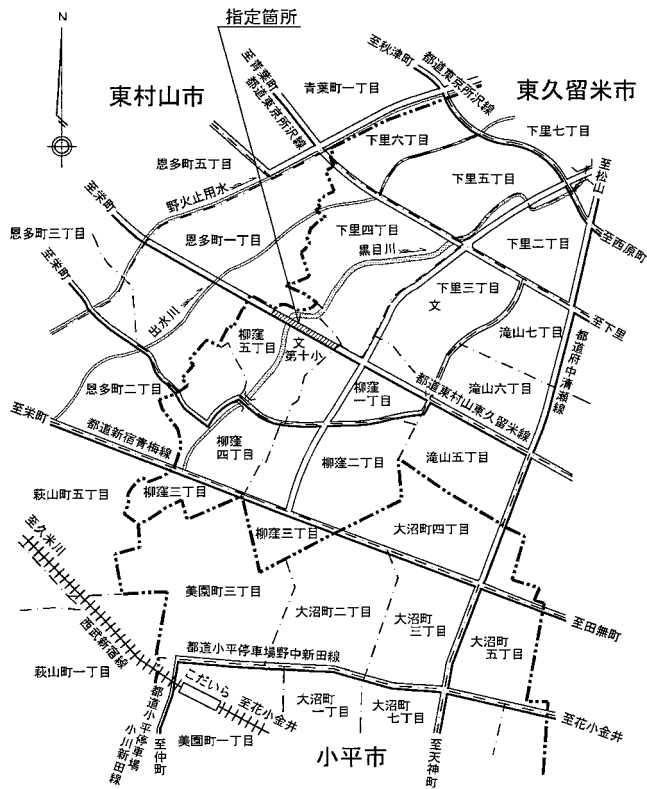 指定箇所
N
至秋津町
都道東京所沢線
至青葉町
都道東京所沢線
青葉町一丁目
東村山市
東久留米市
下里七丁目
下里六丁目
恩多町五丁目
至松山
下里五丁目
至栄町
野火止用水
恩多町三丁目
恩多町一丁目
下里四丁目
黒目川
下里二丁目
至西原町
至栄町
下里三丁目
文
出水川
至下里
滝山七丁目
柳窪
五丁目
文
第十小
都道府中清瀬線
恩多町二丁目
柳窪
一丁目
滝山六丁目
都道東村山東久留米線
至栄町
都道新宿青梅線
柳窪
四丁目
柳窪二丁目
滝山五丁目
萩山町五丁目
柳窪三丁目
大沼町四丁目
柳窪三丁目
至久米川
美園町三丁目
大沼町二丁目
大沼町
三丁目
大沼町
五丁目
至田無町
西武新宿線
都道小平停車場野中新田線
萩山町一丁目
こだいら
至花小金井
大沼町
一丁目
大沼町
七丁目
至花小金井
都道小平停車場
小川新田線
至仲町
美園町一丁目
小平市
至天神町